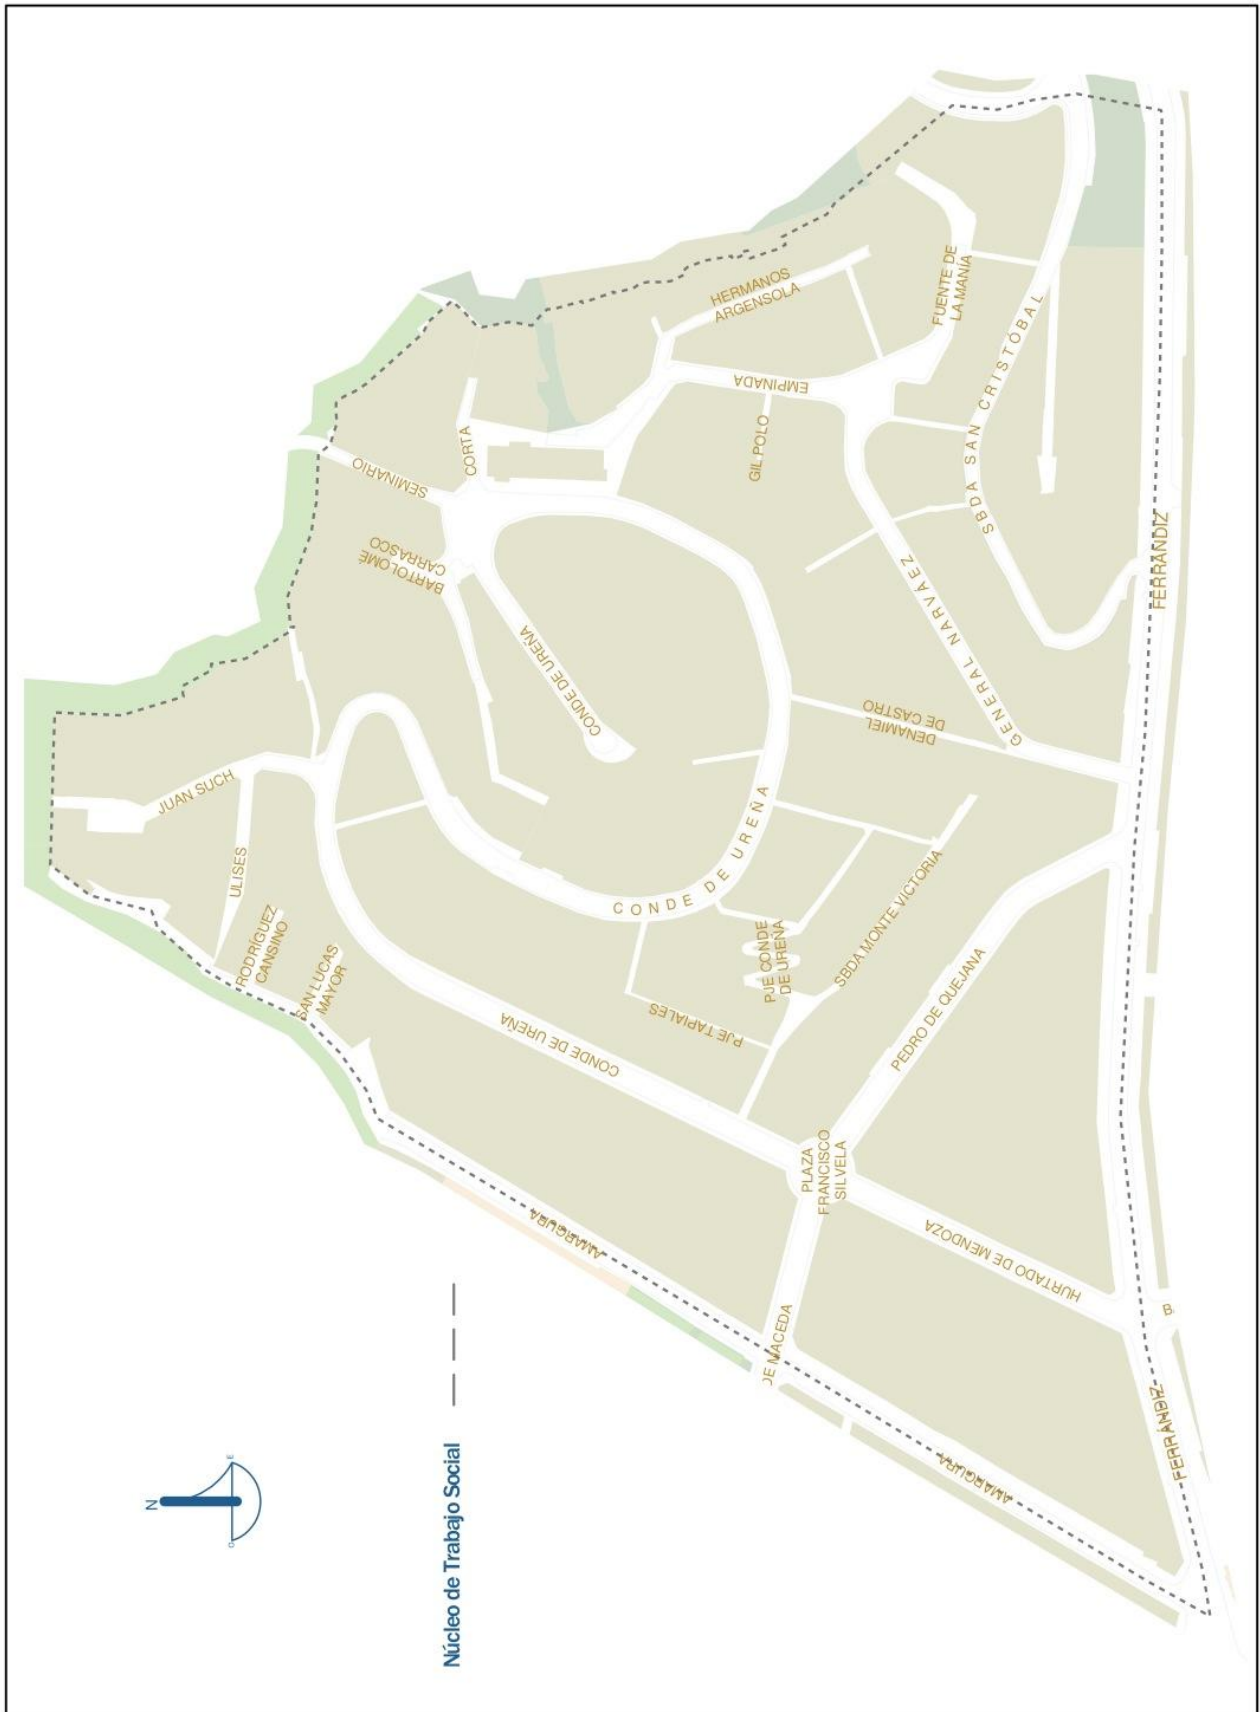 JUAN SUCH
ULISES
RODRÍGUEZ
CANSINO
SAN LUCAS
MAYOR
SEMINARIO
CORTA
BARTOLOMÉ
CARRASCO
CONDE DE UREÑA
HERMANOS
ARGENSOLA
FUENTE DE
LA MANÍA
EMPINADA
GIL POLO
SBDA SAN CRISTÓBAL
GENERAL NARVÁEZ
FERRÁNDIZ
DENAMIEL
DE CASTRO
CONDE DE UREÑA
PJE CONDE
DE UREÑA
SBDA MONTE VICTORIA
PJE TAPIALES
CONDE DE UREÑA
PEDRO DE QUEJANA
PLAZA
FRANCISCO
SILVELA
HURTADO DE MENDOZA
DE MACEDA
AMARGURA
AMARGURA
FERRÁNDIZ
B
N
E
O
Núcleo de Trabajo Social